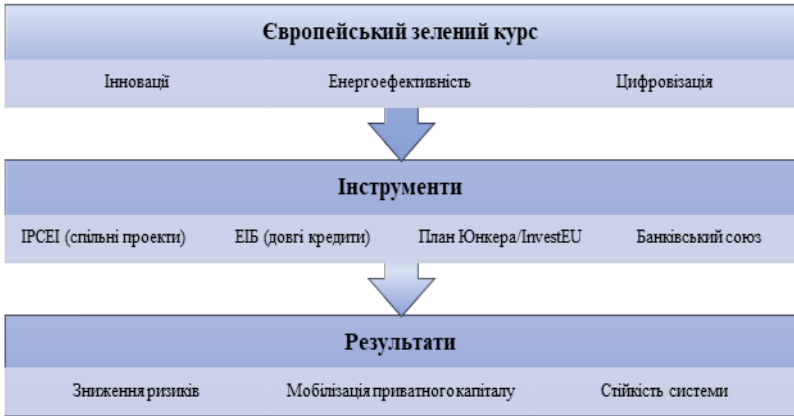 Європейський зелений курс
Інновації Енергоефективність Цифровізація
Інструменти
IPCEI (спільні проекти) ЕІБ (довгі кредити) План Юнкера/InvestEU Банківський союз
Результати
Зниження ризиків Мобілізація приватного капіталу Стійкість системи